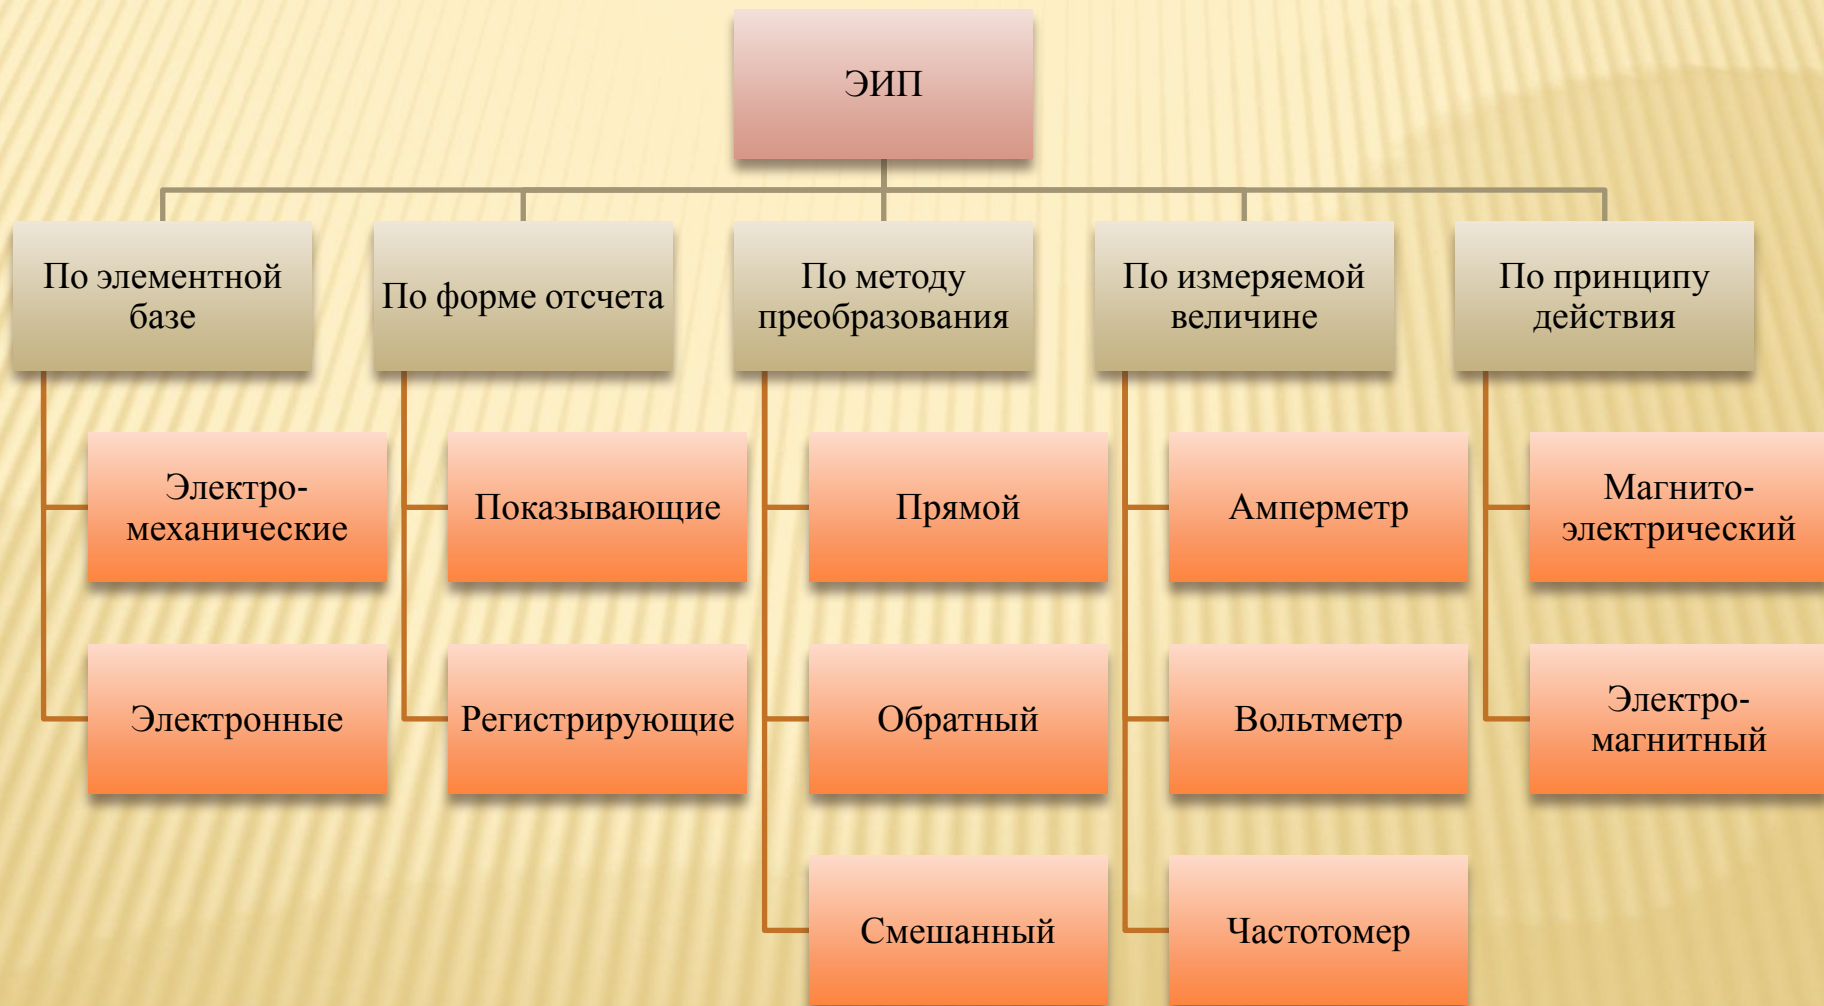 ЭИП
По элементной
базе
По форме отсчета
По методу
преобразования
По измеряемой
величине
По принципу
действия
Электро-
механические
Показывающие
Прямой
Амперметр
Магнито-
электрический
Электронные
Регистрирующие
Обратный
Вольтметр
Электро-
магнитный
Смешанный
Частотомер